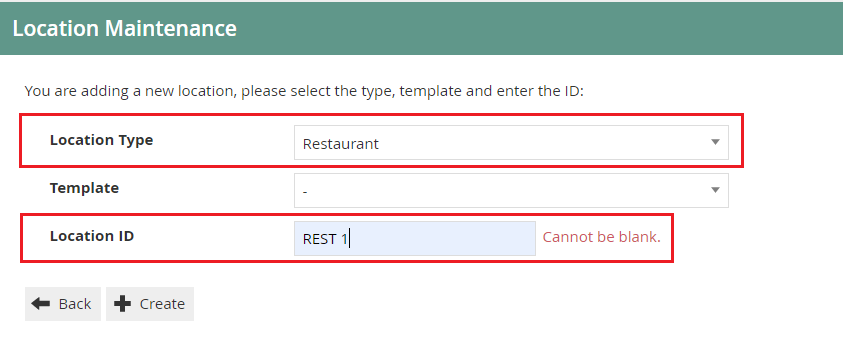 Location Maintenance
You are adding a new location, please select the type, template and enter the ID:
Location Type Restaurant
Template -
Location ID REST 1 Cannot be blank.
Back Create